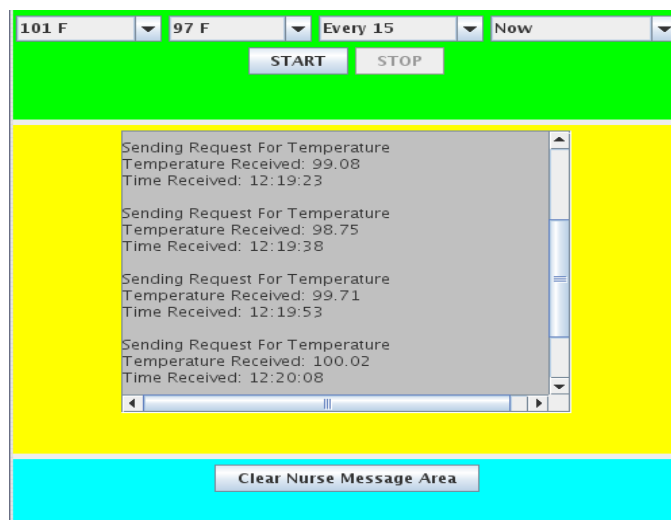 101 F 97 F Every 15 Now
START STOP
Sending Request For Temperature
Temperature Received: 99.08
Time Received: 12:19:23
Sending Request For Temperature
Temperature Received: 98.75
Time Received: 12:19:38
Sending Request For Temperature
Temperature Received: 99.71
Time Received: 12:19:53
Sending Request For Temperature
Temperature Received: 100.02
Time Received: 12:20:08
Clear Nurse Message Area